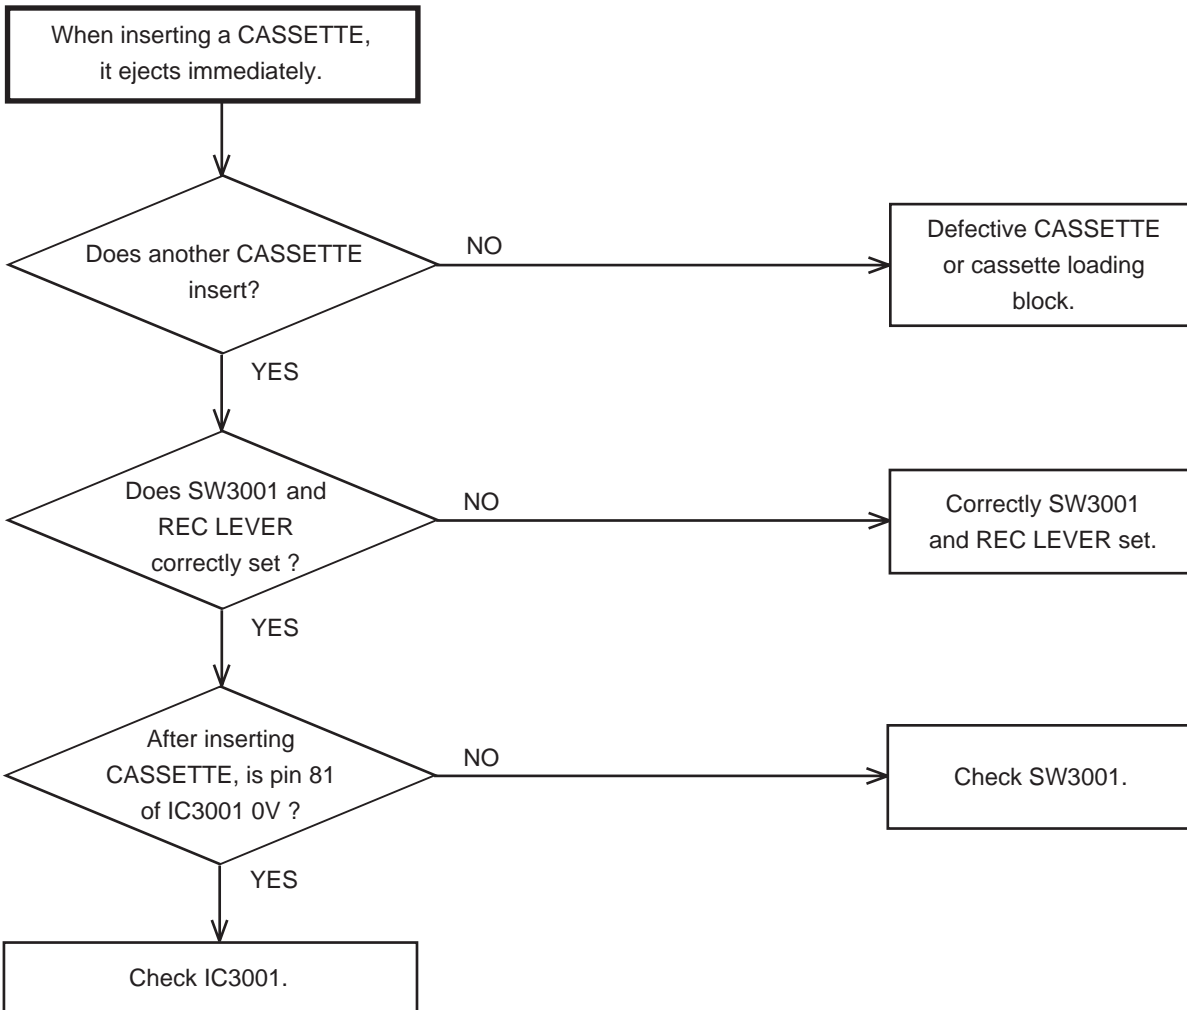 When inserting a CASSETTE,
it ejects immediately.
Does another CASSETTE
insert?
NO
Defective CASSETTE
or cassette loading
block.
YES
Does SW3001 and
REC LEVER
correctly set ?
NO
Correctly SW3001
and REC LEVER set.
YES
After inserting
CASSETTE, is pin 81
of IC3001 0V ?
NO
Check SW3001.
YES
Check IC3001.